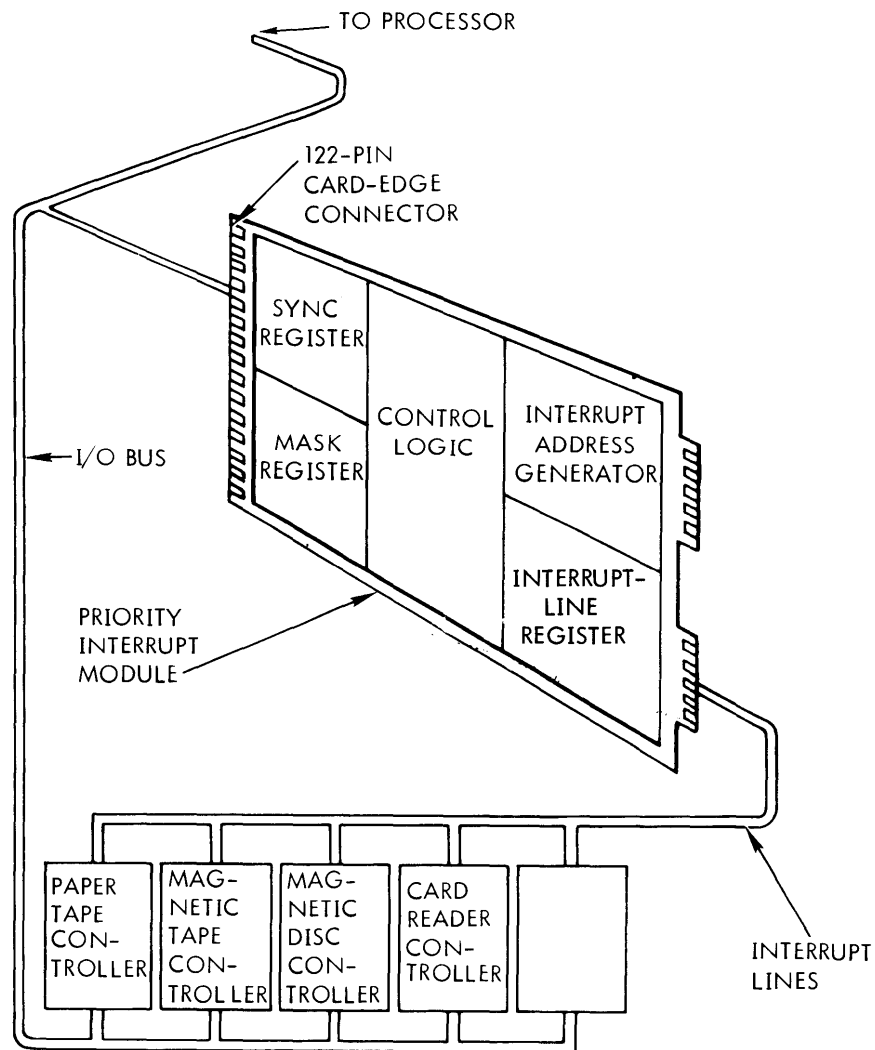 TO PROCESSOR
122-PIN
CARD-EDGE
CONNECTOR
SYNC
REGISTER
MASK
REGISTER
CONTROL
LOGIC
INTERRUPT
ADDRESS
GENERATOR
INTERRUPT-
LINE
REGISTER
I/O BUS
PRIORITY
INTERRUPT
MODULE
PAPER
TAPE
CON-
TROLLER
MAG-
NETIC
TAPE
CON-
TROLLER
MAG-
NETIC
DISC
CON-
TROLLER
CARD
READER
CON-
TROLLER
INTERRUPT
LINES